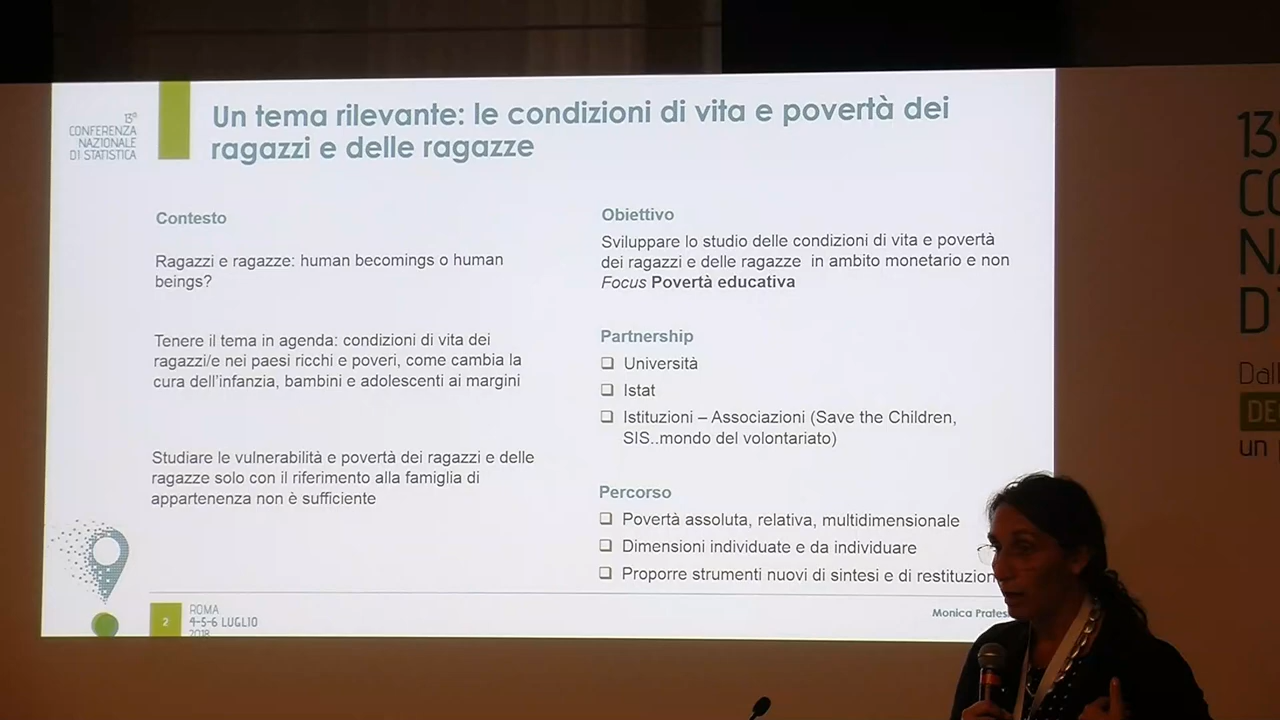 13ª
CONFERENZA
NAZIONALE
DI STATISTICA
Un tema rilevante: le condizioni di vita e povertà dei
ragazzi e delle ragazze
Contesto
Ragazzi e ragazze: human becomings o human
beings?
Tenere il tema in agenda: condizioni di vita dei
ragazzi/e nei paesi ricchi e poveri, come cambia la
cura dell'infanzia, bambini e adolescenti ai margini
Studiare le vulnerabilità e povertà dei ragazzi e delle
ragazze solo con il riferimento alla famiglia di
appartenenza non è sufficiente
Obiettivo
Sviluppare lo studio delle condizioni di vita e povertà
dei ragazzi e delle ragazze in ambito monetario e non
Focus Povertà educativa
Partnership
❑ Università
❑ Istat
❑ Istituzioni – Associazioni (Save the Children,
SIS..mondo del volontariato)
Percorso
❑ Povertà assoluta, relativa, multidimensionale
❑ Dimensioni individuate e da individuare
❑ Proporre strumenti nuovi di sintesi e di restituzion
2
ROMA
4-5-6 LUGLIO
2018
Monica Prates
13
CO
NA
DI
Dal
DE
un